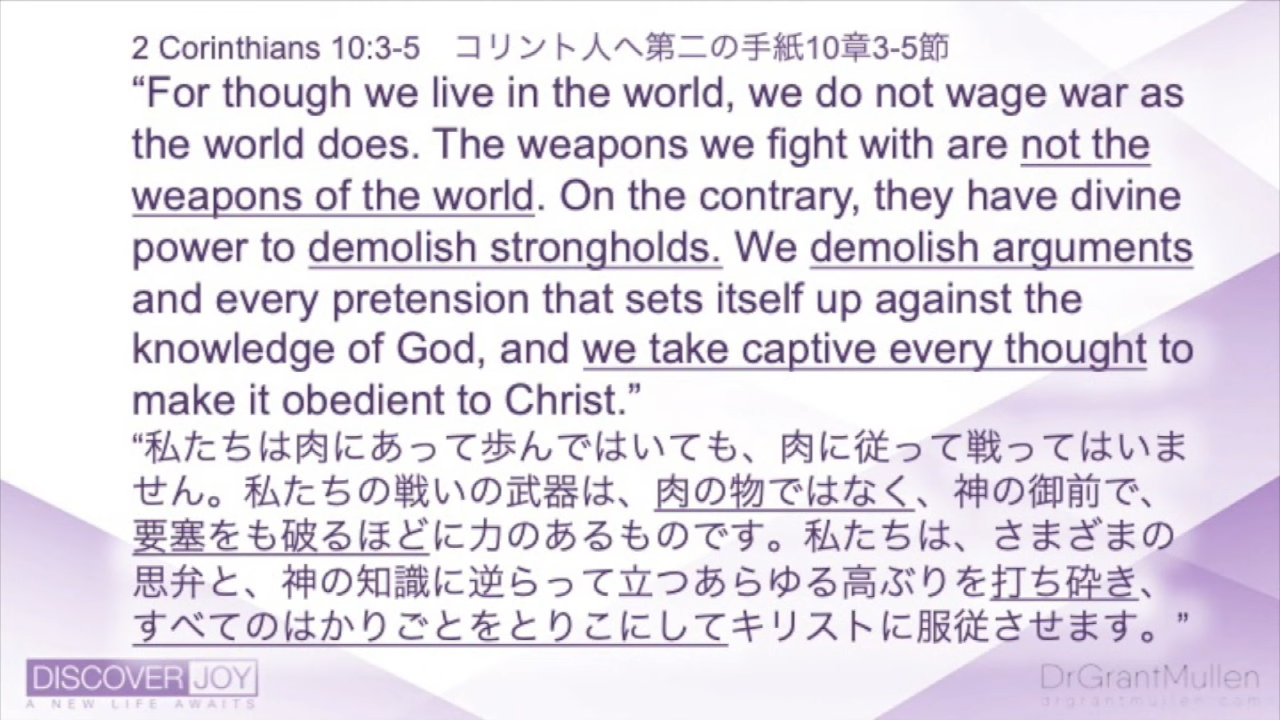 2 Corinthians 10:3-5　コリント人へ第二の手紙10章3-5節
“For though we live in the world, we do not wage war as
the world does. The weapons we fight with are not the
weapons of the world. On the contrary, they have divine
power to demolish strongholds. We demolish arguments
and every pretension that sets itself up against the
knowledge of God, and we take captive every thought to
make it obedient to Christ.”
“私たちは肉にあって歩んではいても、肉に従って戦ってはいま
せん。私たちの戦いの武器は、肉の物ではなく、神の御前で、
要塞をも破るほどに力のあるものです。私たちは、さまざまの
思弁と、神の知識に逆らって立つあらゆる高ぶりを打ち砕き、
すべてのはかりごとをとりこにしてキリストに服従させます。”
DISCOVER JOY
A NEW LIFE AWAITS
DrGrantMullen
drgrantmullen.com